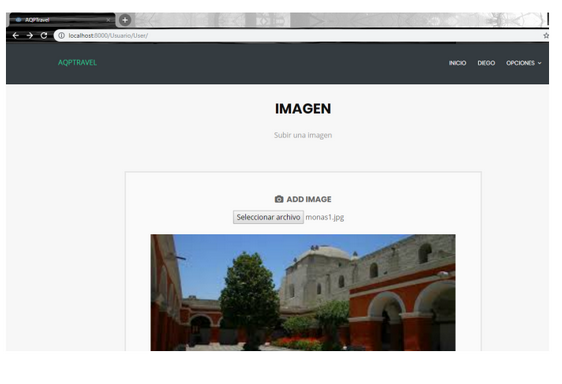 AQPTravel
localhost:8000/Usuario/User/
AQPTRAVEL INICIO DIEGO OPCIONES
IMAGEN
Subir una imagen
ADD IMAGE
Seleccionar archivo monas1.jpg